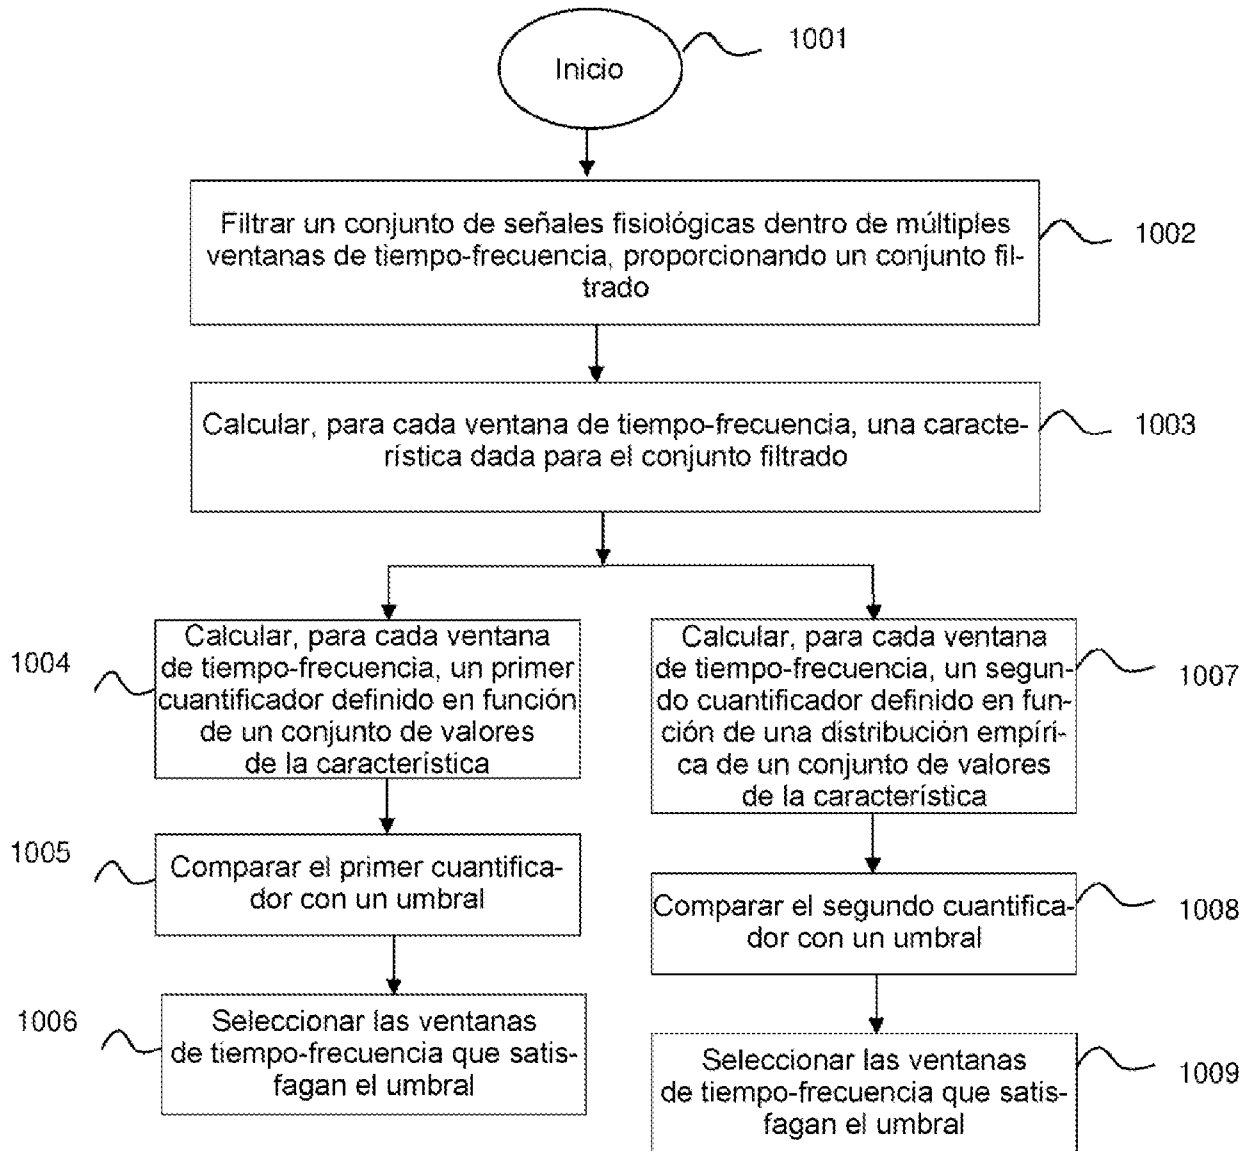 Inicio
1001
Filtrar un conjunto de señales fisiológicas dentro de múltiples
ventanas de tiempo-frecuencia, proporcionando un conjunto fil-
trado
1002
Calcular, para cada ventana de tiempo-frecuencia, una caracte-
rística dada para el conjunto filtrado
1003
1004
Calcular, para cada ventana
de tiempo-frecuencia, un primer
cuantificador definido en función
de un conjunto de valores
de la característica
Calcular, para cada ventana
de tiempo-frecuencia, un segun-
do cuantificador definido en fun-
ción de una distribución empíri-
ca de un conjunto de valores
de la característica
1007
1005
Comparar el primer cuantifica-
dor con un umbral
Comparar el segundo cuantifica-
dor con un umbral
1008
1006
Seleccionar las ventanas
de tiempo-frecuencia que satis-
fagan el umbral
Seleccionar las ventanas
de tiempo-frecuencia que satis-
fagan el umbral
1009